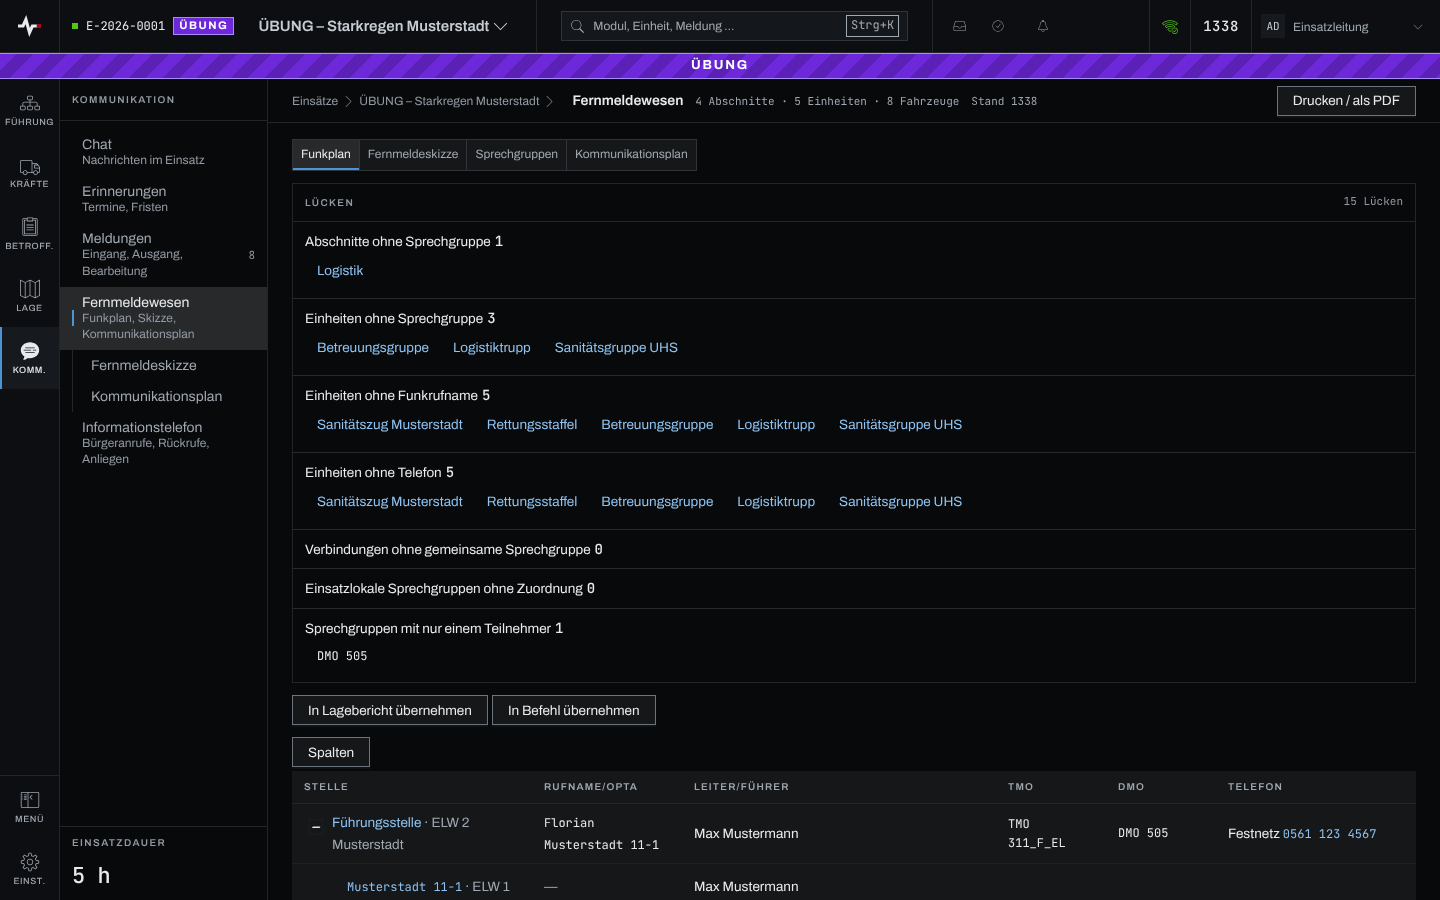 E-2026-0001 ÜBUNG ÜBUNG – Starkregen Musterstadt Modul, Einheit, Meldung ... Strg+K 1338 AD Einsatzleitung
ÜBUNG
FÜHRUNG
KRÄFTE
BETROFF.
LAGE
KOMM.
MENÜ
EINST.
KOMMUNIKATION
Chat
Nachrichten im Einsatz
Erinnerungen
Termine, Fristen
Meldungen
Eingang, Ausgang,
Bearbeitung
8
Fernmeldewesen
Funkplan, Skizze,
Kommunikationsplan
Fernmeldeskizze
Kommunikationsplan
Informationstelefon
Bürgeranrufe, Rückrufe,
Anliegen
EINSATZDAUER
5 h
Einsätze ÜBUNG – Starkregen Musterstadt Fernmeldewesen 4 Abschnitte · 5 Einheiten · 8 Fahrzeuge Stand 1338 Drucken / als PDF
Funkplan Fernmeldeskizze Sprechgruppen Kommunikationsplan
LÜCKEN 15 Lücken
Abschnitte ohne Sprechgruppe 1
Logistik
Einheiten ohne Sprechgruppe 3
Betreuungsgruppe Logistiktrupp Sanitätsgruppe UHS
Einheiten ohne Funkrufname 5
Sanitätszug Musterstadt Rettungsstaffel Betreuungsgruppe Logistiktrupp Sanitätsgruppe UHS
Einheiten ohne Telefon 5
Sanitätszug Musterstadt Rettungsstaffel Betreuungsgruppe Logistiktrupp Sanitätsgruppe UHS
Verbindungen ohne gemeinsame Sprechgruppe 0
Einsatzlokale Sprechgruppen ohne Zuordnung 0
Sprechgruppen mit nur einem Teilnehmer 1
DMO 505
In Lagebericht übernehmen In Befehl übernehmen
Spalten
STELLE RUFNAME/OPTA LEITER/FÜHRER TMO DMO TELEFON
– Führungsstelle · ELW 2
Musterstadt
Florian
Musterstadt 11-1
Max Mustermann
TMO
311_F_EL
DMO 505
Festnetz 0561 123 4567
Musterstadt 11-1 · ELW 1 — Max Mustermann